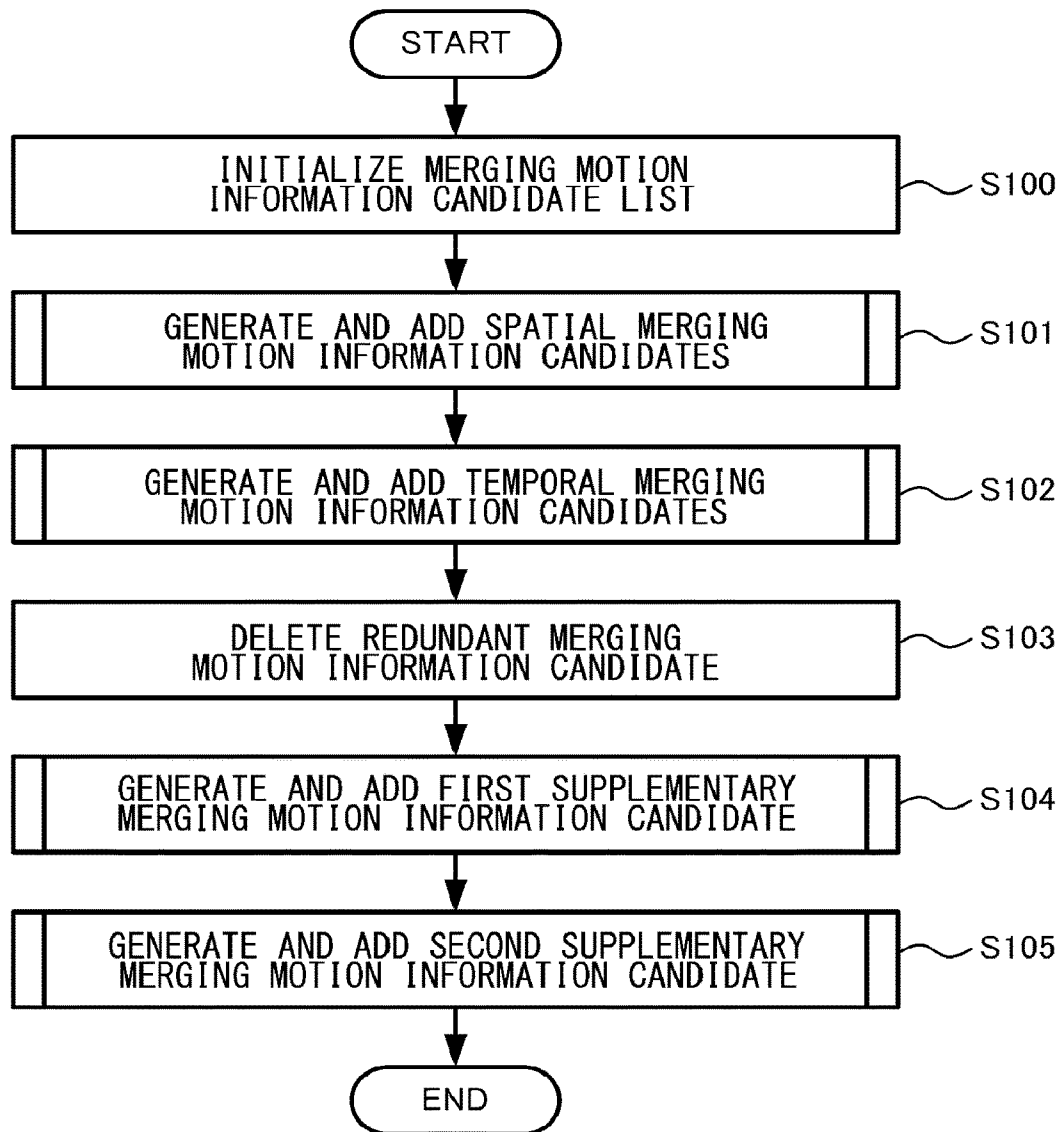 START
INITIALIZE MERGING MOTION
INFORMATION CANDIDATE LIST
S100
GENERATE AND ADD SPATIAL MERGING
MOTION INFORMATION CANDIDATES
S101
GENERATE AND ADD TEMPORAL MERGING
MOTION INFORMATION CANDIDATES
S102
DELETE REDUNDANT MERGING
MOTION INFORMATION CANDIDATE
S103
GENERATE AND ADD FIRST SUPPLEMENTARY
MERGING MOTION INFORMATION CANDIDATE
S104
GENERATE AND ADD SECOND SUPPLEMENTARY
MERGING MOTION INFORMATION CANDIDATE
S105
END